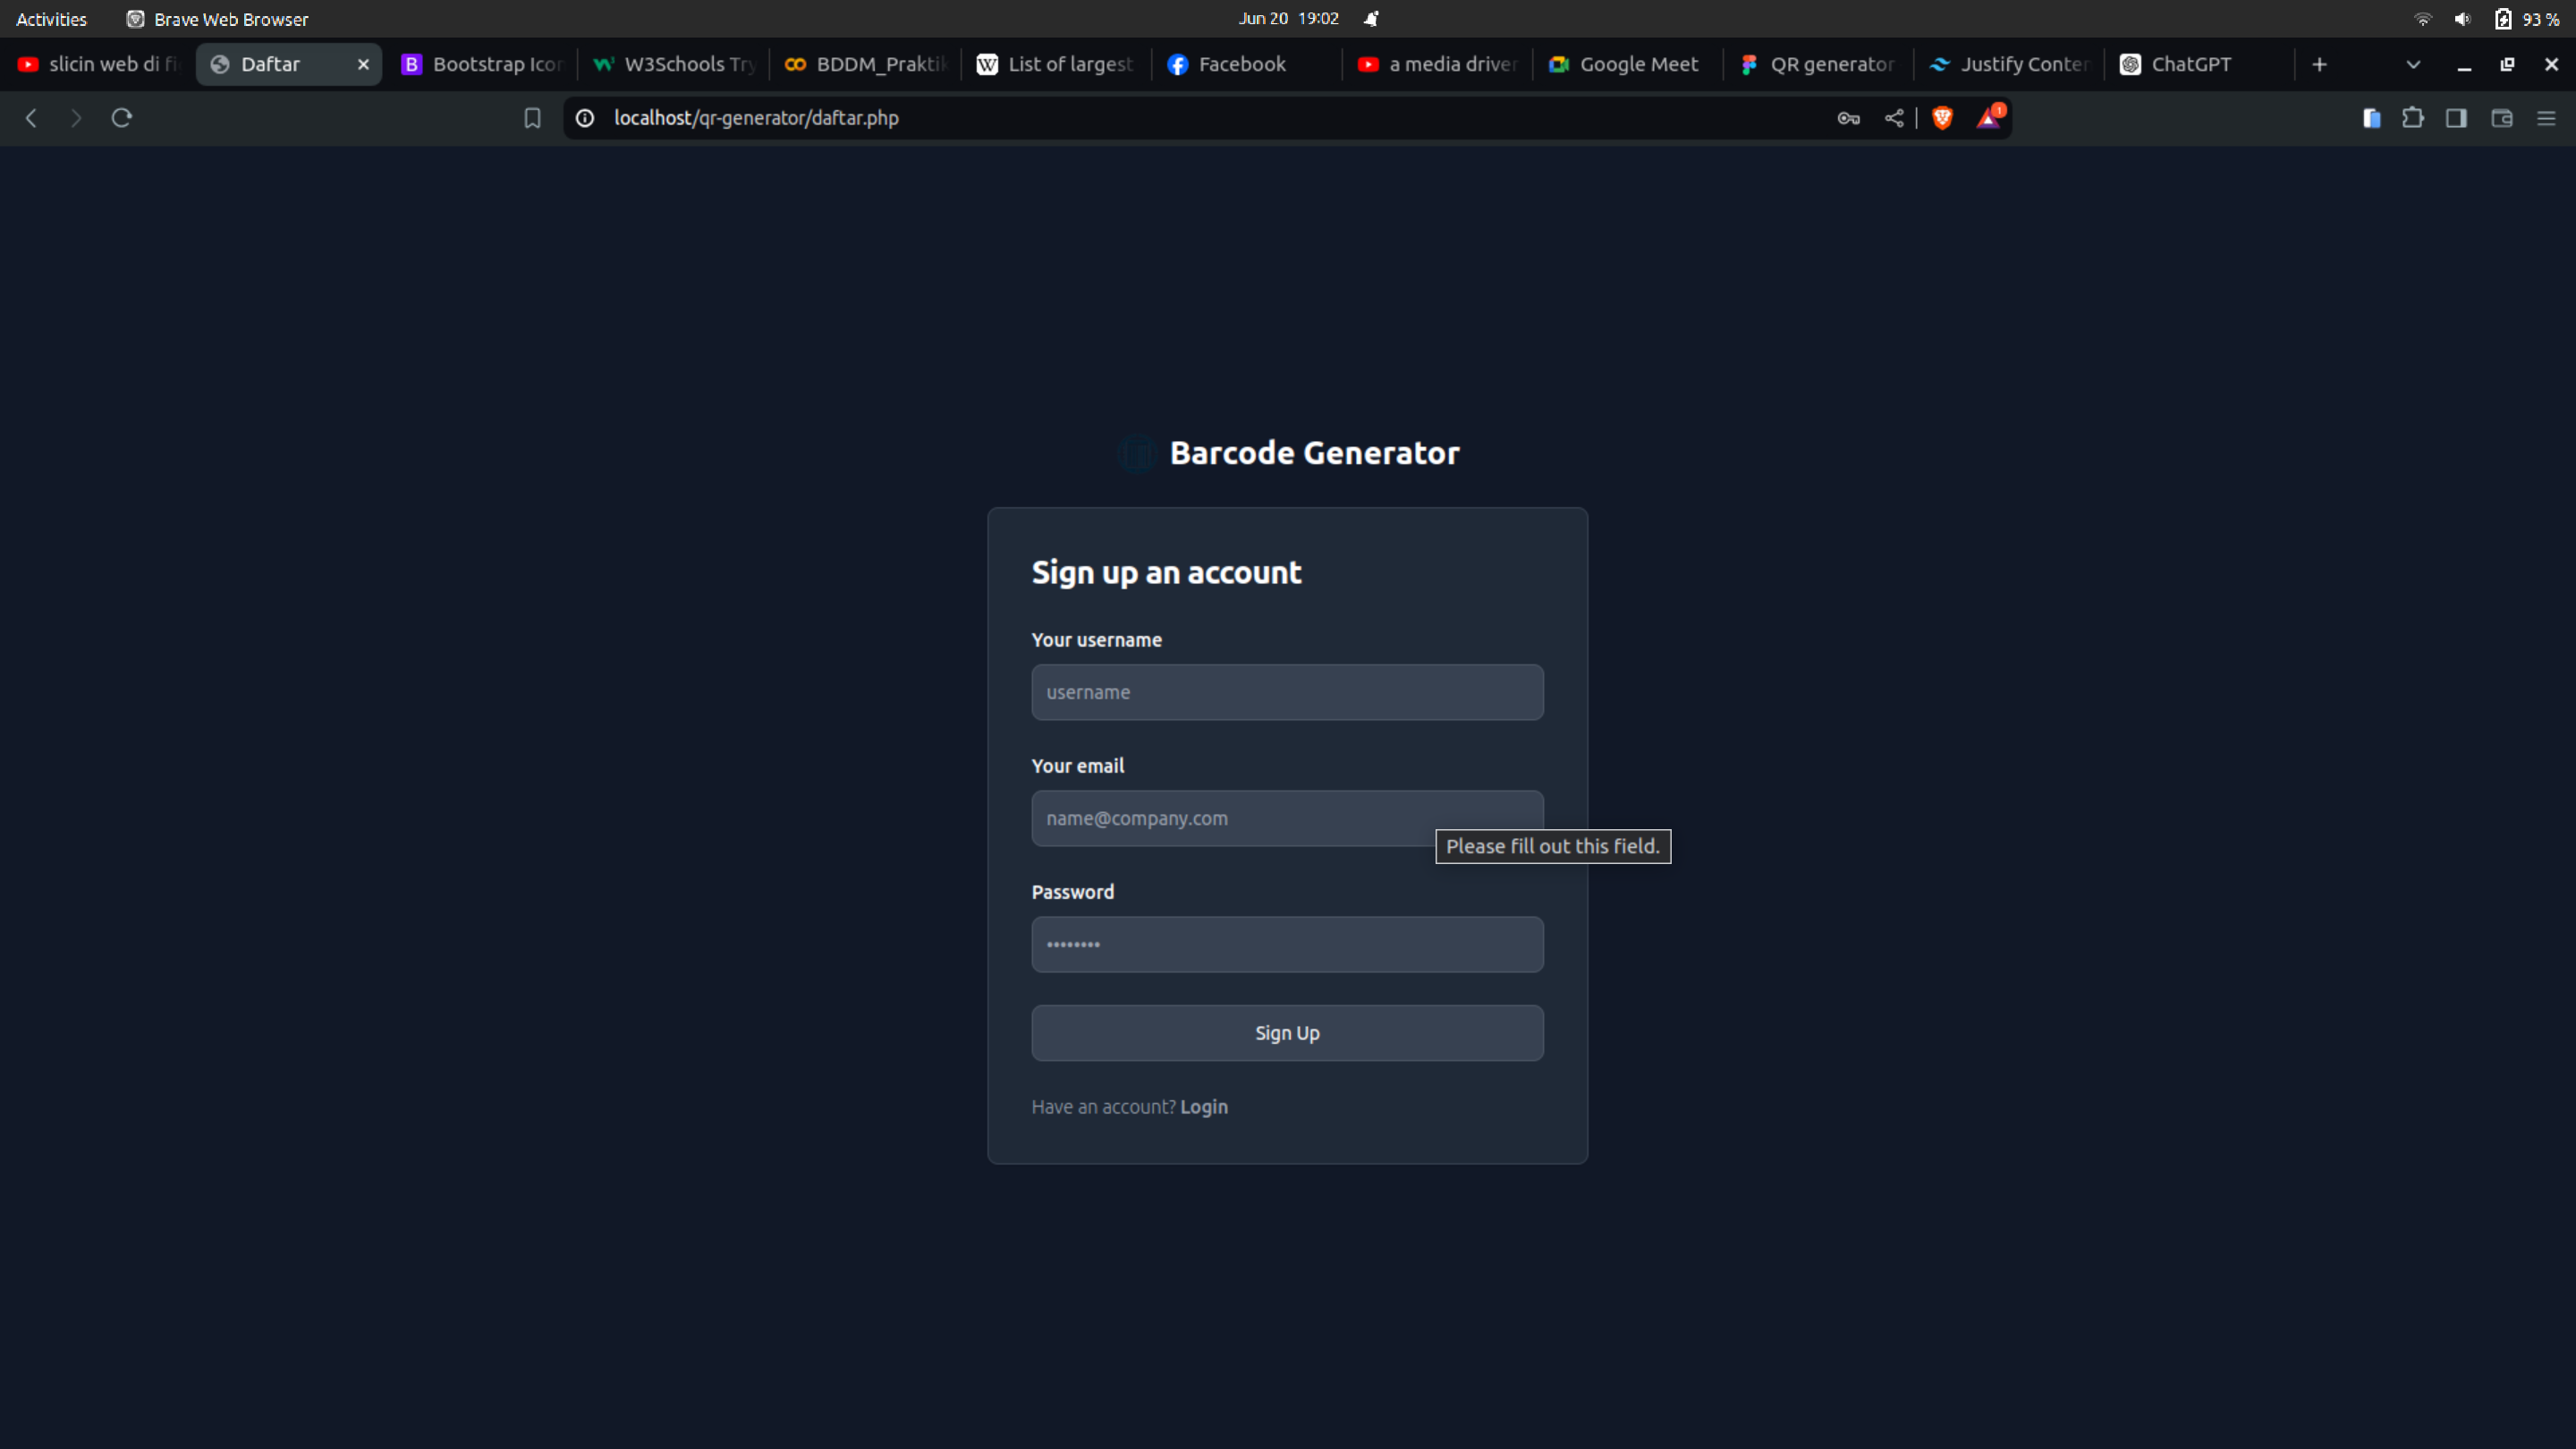 Activities Brave Web Browser Jun 20 19:02 93 %
slicin web di fi Daftar Bootstrap Icon W3Schools Try BDDM_Praktik List of largest Facebook a media driver Google Meet QR generator Justify Conten ChatGPT
localhost/qr-generator/daftar.php 1
Barcode Generator
Sign up an account
Your username
username
Your email
name@company.com
Please fill out this field.
Password
••••••••
Sign Up
Have an account? Login